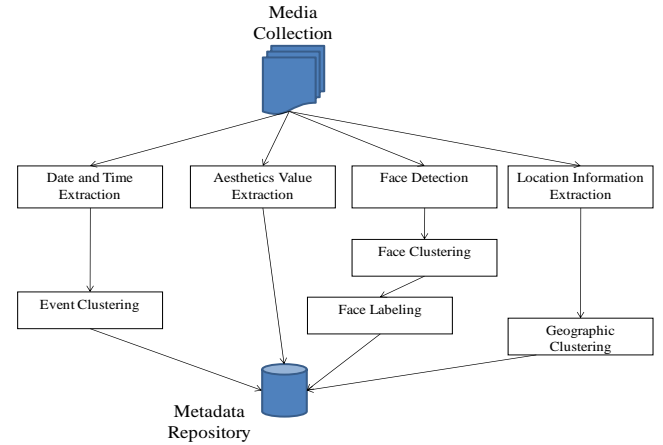 Media
Collection
Date and Time
Extraction
Aesthetics Value
Extraction
Face Detection
Location Information
Extraction
Face Clustering
Event Clustering
Face Labeling
Geographic
Clustering
Metadata
Repository